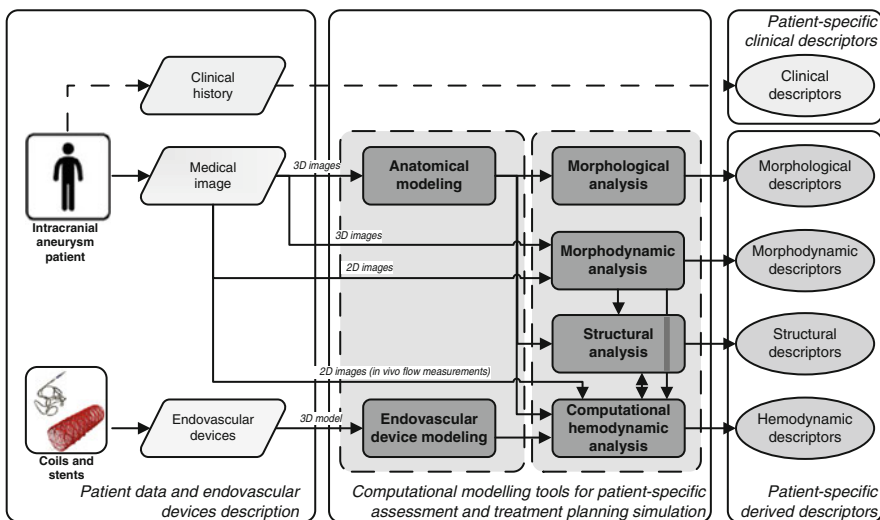 Patient-specific
clinical descriptors
Clinical
history
Clinical
descriptors
3D images
Medical
image
Anatomical
modeling
Morphological
analysis
Morphological
descriptors
Intracranial
aneurysm
patient
3D images
2D images
Morphodynamic
analysis
Morphodynamic
descriptors
Structural
analysis
Structural
descriptors
2D images (in vivo flow measurements)
Coils and
stents
Endovascular
devices
3D model
Endovascular
device modeling
Computational
hemodynamic
analysis
Hemodynamic
descriptors
Patient data and endovascular
devices description
Computational modelling tools for patient-specific
assessment and treatment planning simulation
Patient-specific
derived descriptors